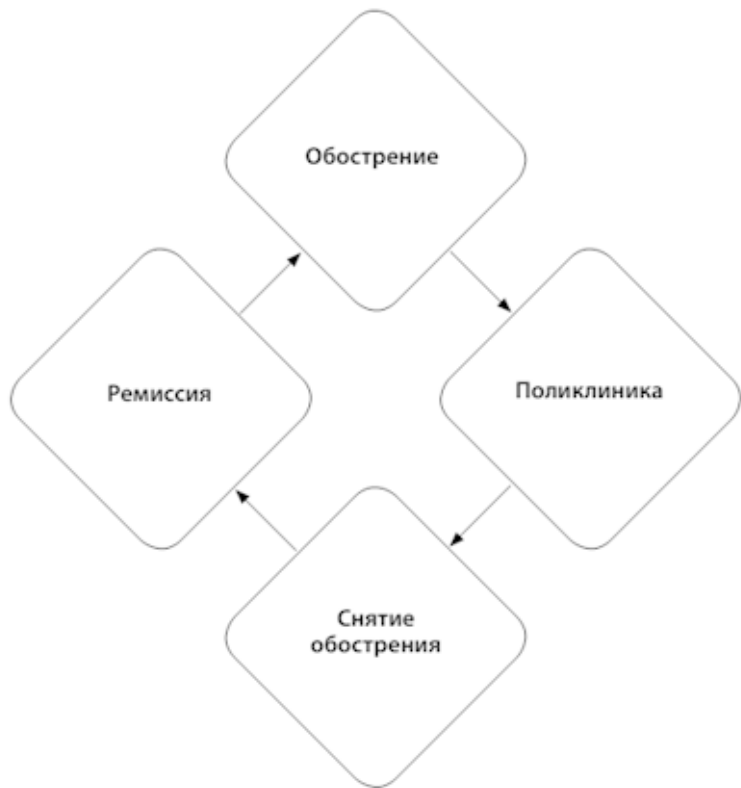 Обострение
Ремиссия
Поликлиника
Снятие
обострения